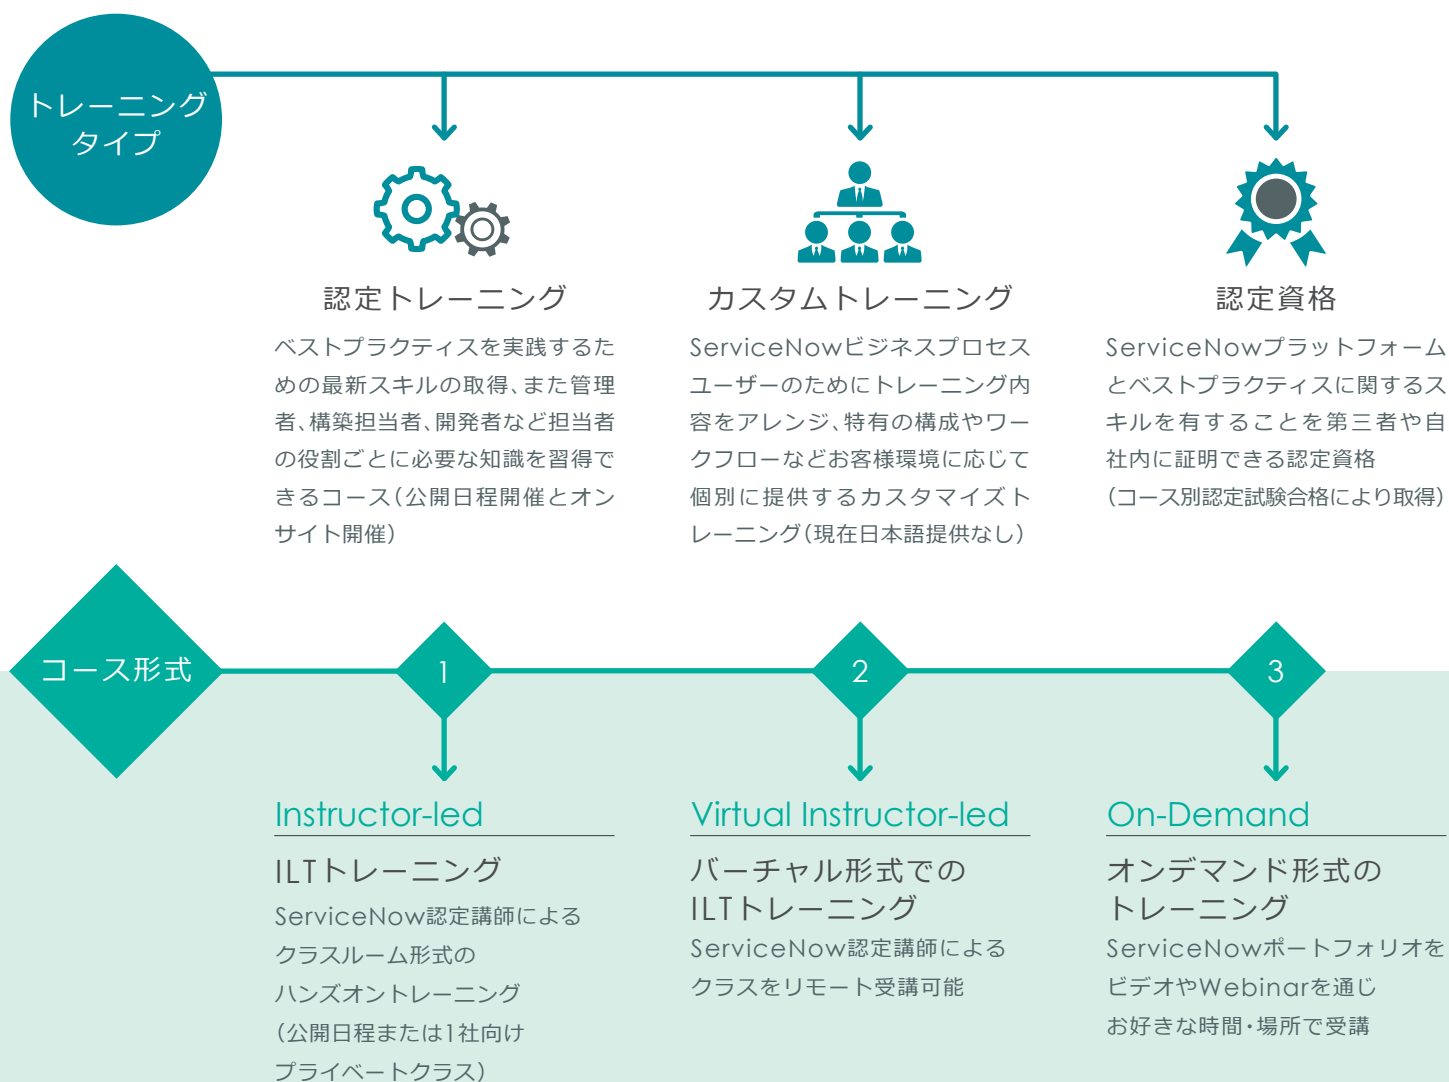 トレーニング
タイプ
認定トレーニング
ベストプラクティスを実践するた
めの最新スキルの取得、また管理
者、構築担当者、開発者など担当者
の役割ごとに必要な知識を習得で
きるコース(公開日程開催とオン
サイト開催)
カスタムトレーニング
ServiceNowビジネスプロセス
ユーザーのためにトレーニング内
容をアレンジ、特有の構成やワー
クフローなどお客様環境に応じて
個別に提供するカスタマイズト
レーニング(現在日本語提供なし)
認定資格
ServiceNowプラットフォーム
とベストプラクティスに関するス
キルを有することを第三者や自
社内に証明できる認定資格
(コース別認定試験合格により取得)
コース形式
1
2
3
Instructor-led
ILTトレーニング
ServiceNow認定講師による
クラスルーム形式の
ハンズオントレーニング
(公開日程または1社向け
プライベートクラス)
Virtual Instructor-led
バーチャル形式での
ILTトレーニング
ServiceNow認定講師による
クラスをリモート受講可能
On-Demand
オンデマンド形式の
トレーニング
ServiceNowポートフォリオを
ビデオやWebinarを通じ
お好きな時間・場所で受講